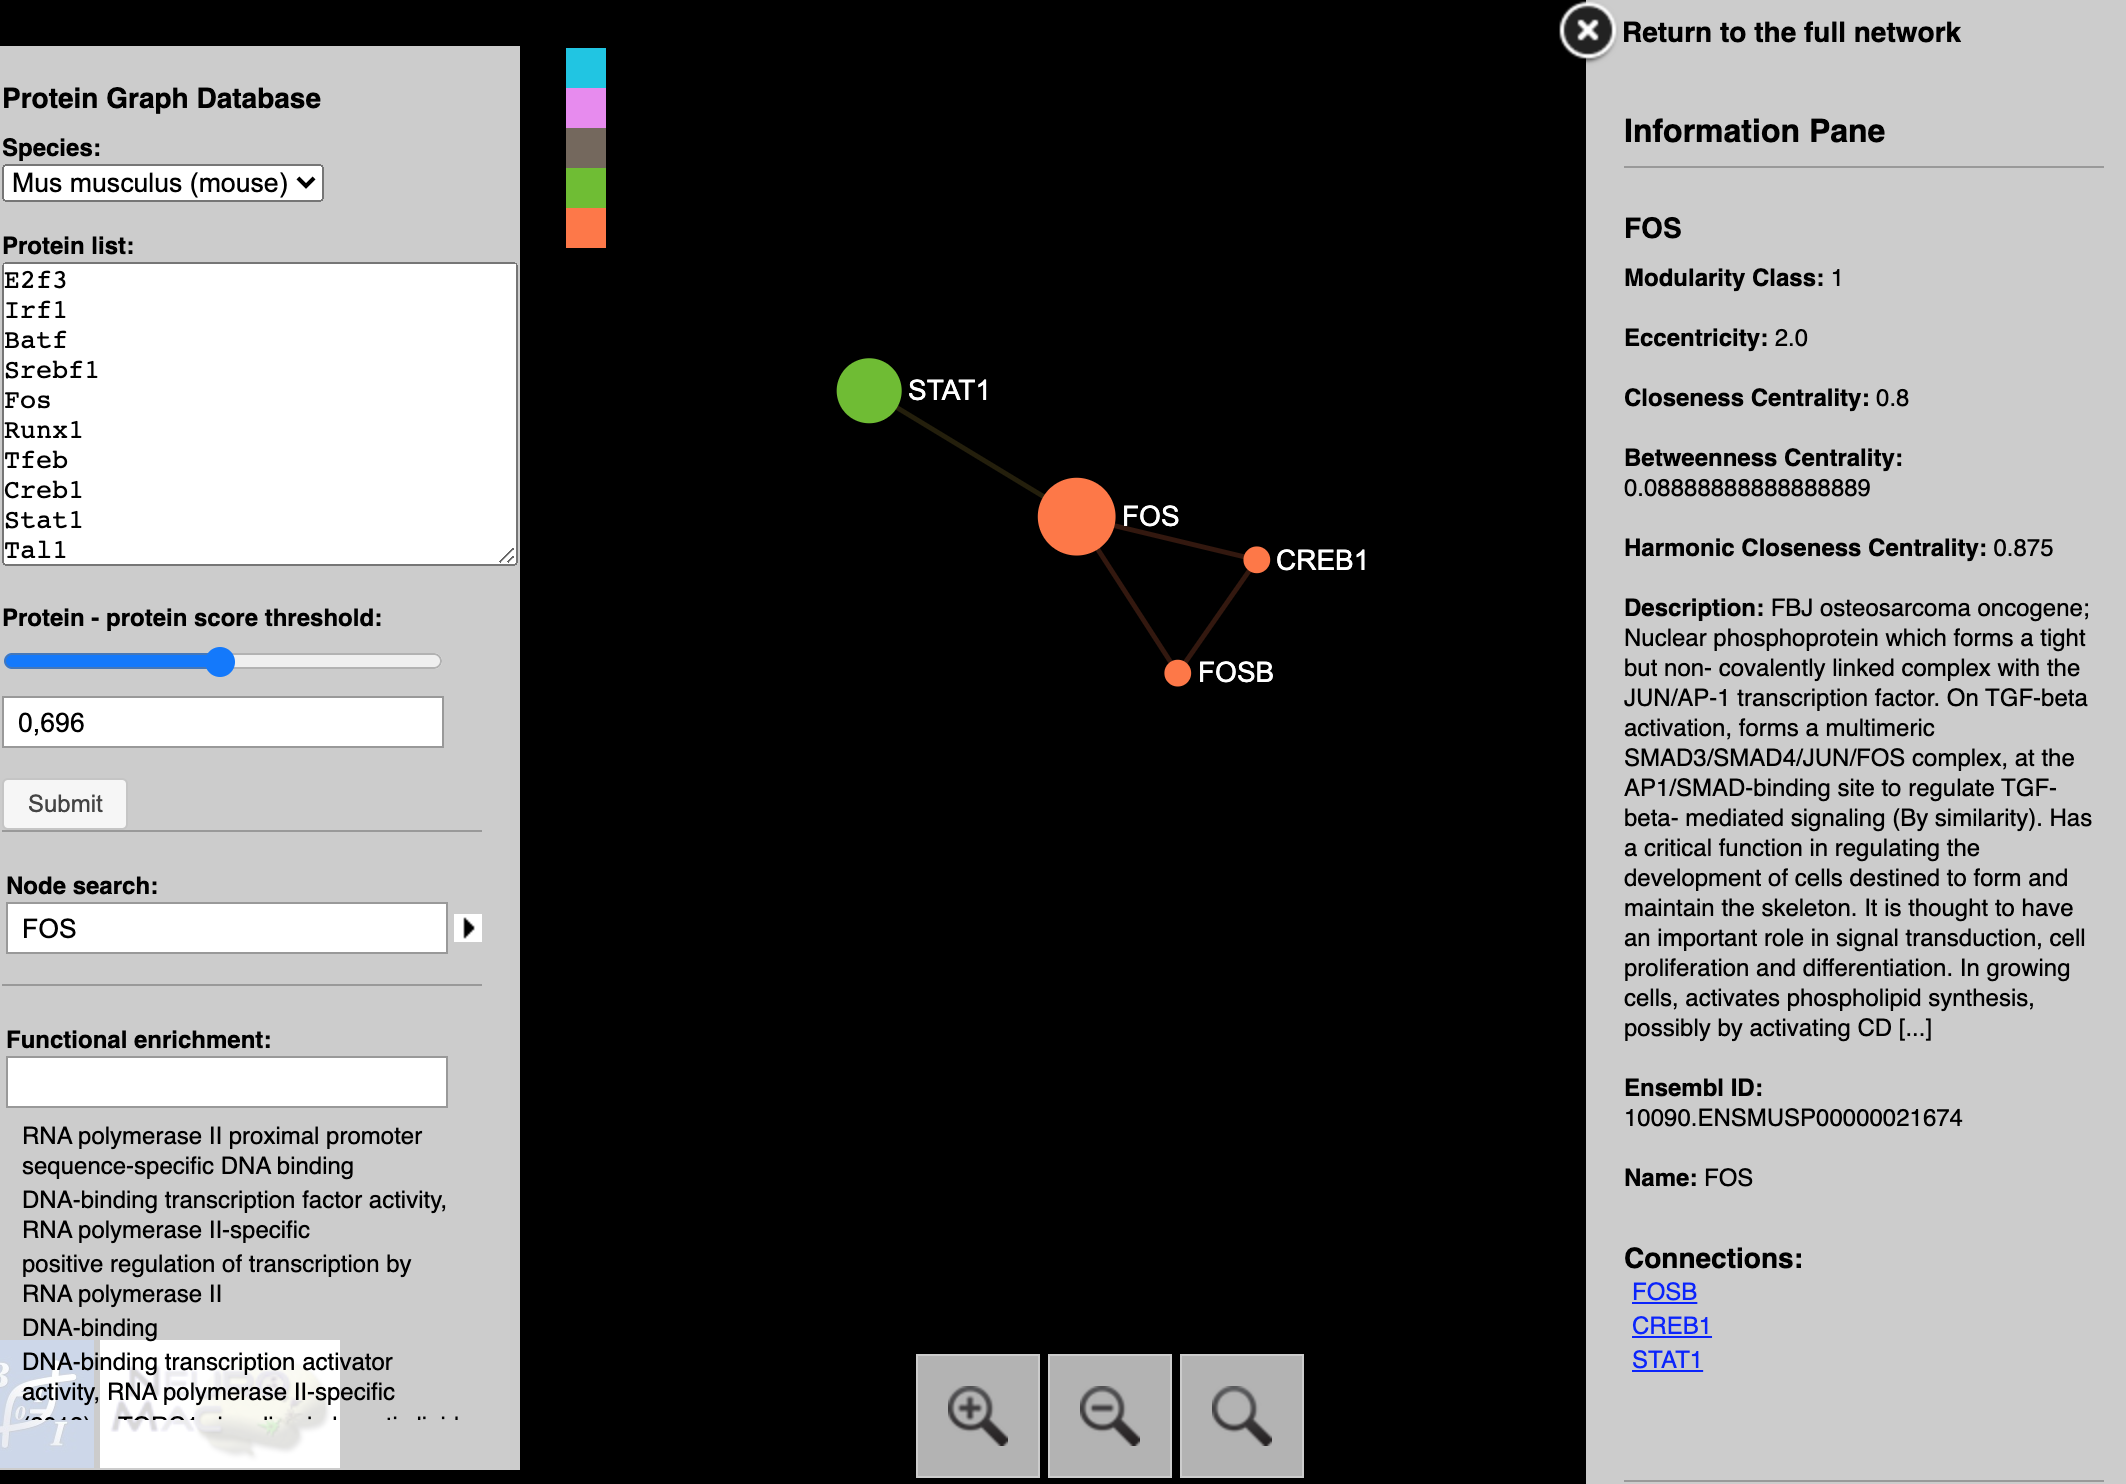 Protein Graph Database
Species:
Mus musculus (mouse)
Protein list:
E2f3
Irf1
Batf
Srebf1
Fos
Runx1
Tfeb
Creb1
Stat1
Tal1
Protein - protein score threshold:
0,696
Submit
Node search:
FOS
Functional enrichment:
RNA polymerase II proximal promoter
sequence-specific DNA binding
DNA-binding transcription factor activity,
RNA polymerase II-specific
positive regulation of transcription by
RNA polymerase II
DNA-binding
DNA-binding transcription activator
activity, RNA polymerase II-specific
STAT1
FOS
CREB1
FOSB
Return to the full network
Information Pane
FOS
Modularity Class: 1
Eccentricity: 2.0
Closeness Centrality: 0.8
Betweenness Centrality:
0.08888888888888889
Harmonic Closeness Centrality: 0.875
Description: FBJ osteosarcoma oncogene;
Nuclear phosphoprotein which forms a tight
but non- covalently linked complex with the
JUN/AP-1 transcription factor. On TGF-beta
activation, forms a multimeric
SMAD3/SMAD4/JUN/FOS complex, at the
AP1/SMAD-binding site to regulate TGF-
beta- mediated signaling (By similarity). Has
a critical function in regulating the
development of cells destined to form and
maintain the skeleton. It is thought to have
an important role in signal transduction, cell
proliferation and differentiation. In growing
cells, activates phospholipid synthesis,
possibly by activating CD [...]
Ensembl ID:
10090.ENSMUSP00000021674
Name: FOS
Connections:
FOSB
CREB1
STAT1